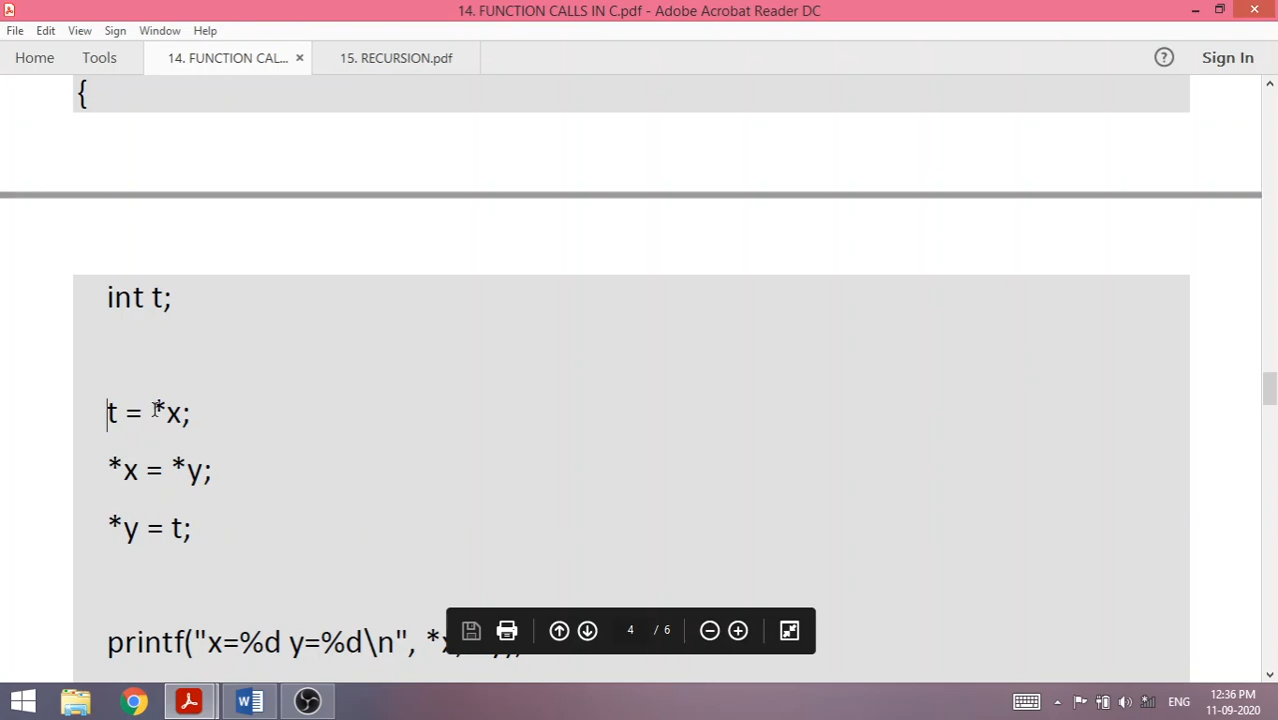 14. FUNCTION CALLS IN C.pdf - Adobe Acrobat Reader DC
File Edit View Sign Window Help
Home Tools 14. FUNCTION CAL... × 15. RECURSION.pdf ? Sign In
{
int t;
t = *x;
*x = *y;
*y = t;
printf("x=%d y=%d\n",
4 / 6
W
ENG
12:36 PM
11-09-2020